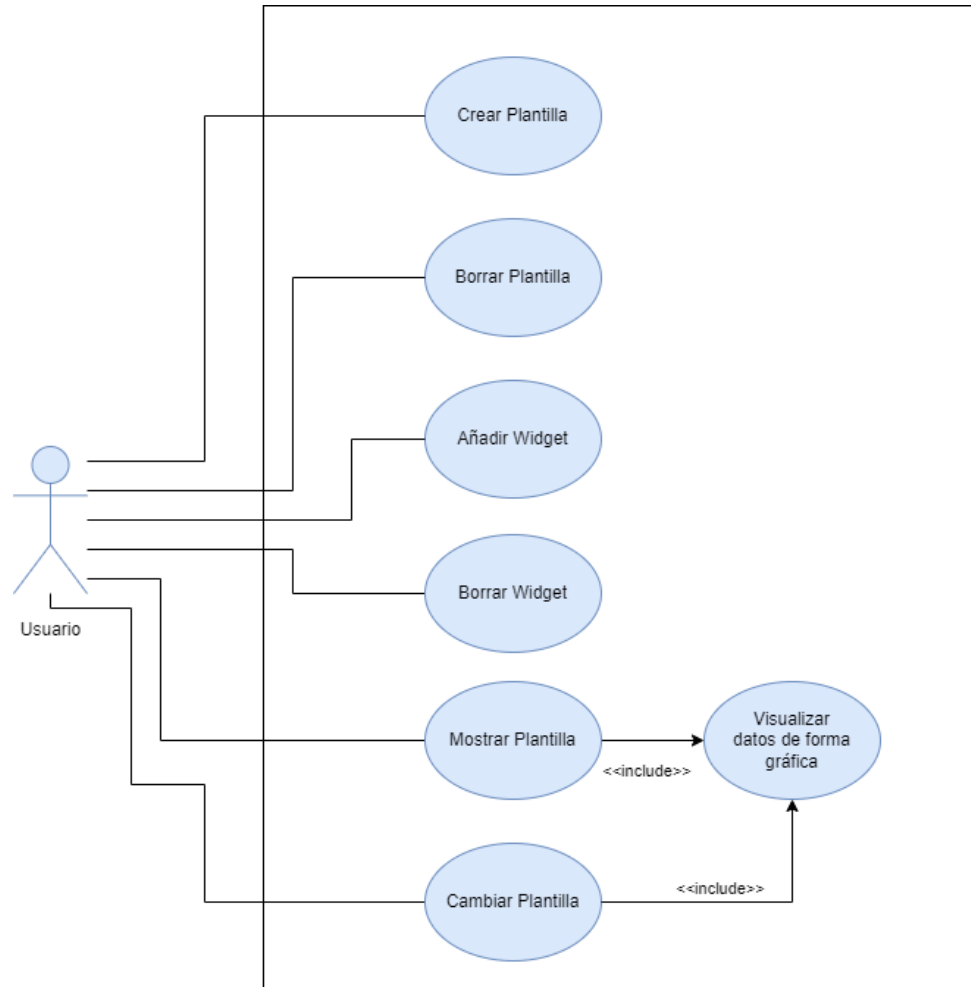 Crear Plantilla
Borrar Plantilla
Añadir Widget
Borrar Widget
Usuario
Mostrar Plantilla
<<include>>
Visualizar
datos de forma
gráfica
Cambiar Plantilla
<<include>>